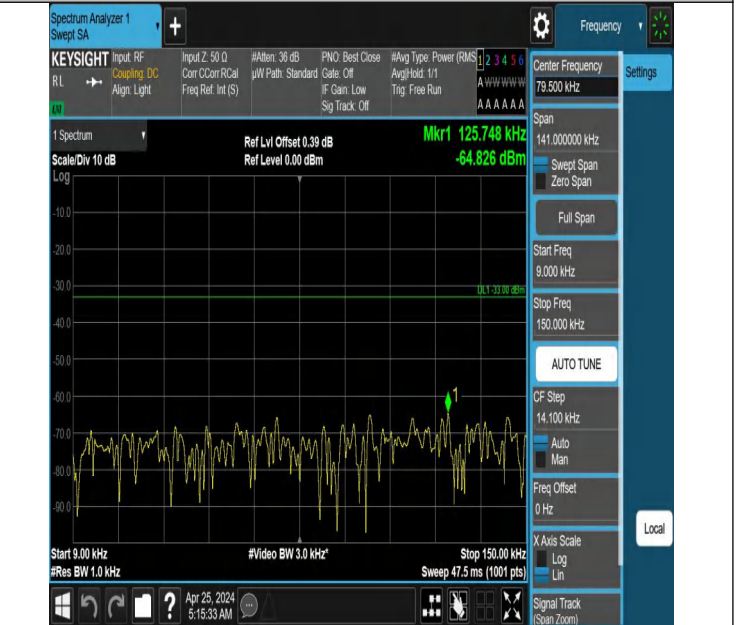 Spectrum Analyzer 1
Swept SA
+
Frequency
KEYSIGHT
RL
Input: RF
Coupling: DC
Align: Light
Input Z: 50 Ω
Corr CCorr RCal
Freq Ref: Int (S)
#Atten: 36 dB
µW Path: Standard
PNO: Best Close
Gate: Off
IF Gain: Low
Sig Track: Off
#Avg Type: Power (RMS
Avg|Hold: 1/1
Trig: Free Run
1 2 3 4 5 6
A W W W W W
A A A A A A
1 Spectrum
Scale/Div 10 dB
Log
Ref Lvl Offset 0.39 dB
Ref Level 0.00 dBm
Mkr1 125.748 kHz
-64.826 dBm
-10.0
-20.0
-30.0
DL1 -33.00 dBm
-40.0
-50.0
-60.0
1
-70.0
-80.0
-90.0
Start 9.00 kHz
#Res BW 1.0 kHz
#Video BW 3.0 kHz*
Stop 150.00 kHz
Sweep 47.5 ms (1001 pts)
?
Apr 25, 2024
5:15:33 AM
Center Frequency
79.500 kHz
Settings
Span
141.000000 kHz
Swept Span
Zero Span
Full Span
Start Freq
9.000 kHz
Stop Freq
150.000 kHz
AUTO TUNE
CF Step
14.100 kHz
Auto
Man
Freq Offset
0 Hz
X Axis Scale
Log
Lin
Local
Signal Track
(Span Zoom)